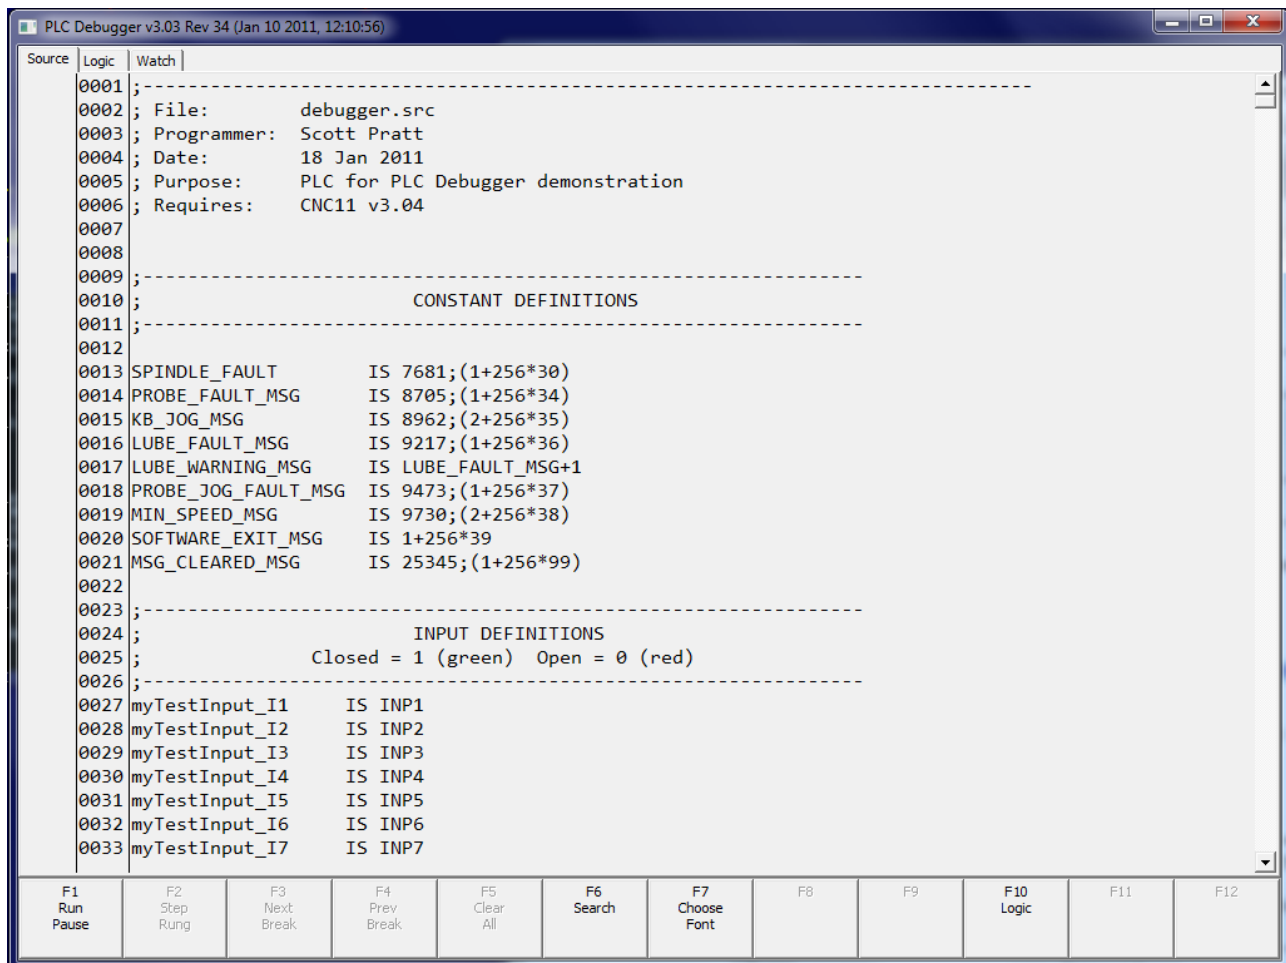 PLC Debugger v3.03 Rev 34 (Jan 10 2011, 12:10:56)
Source Logic Watch
0001 ;-------------------------------------------------------------------------------
0002 ; File:        debugger.src
0003 ; Programmer:  Scott Pratt
0004 ; Date:        18 Jan 2011
0005 ; Purpose:     PLC for PLC Debugger demonstration
0006 ; Requires:    CNC11 v3.04
0007
0008
0009 ;----------------------------------------------------------------
0010 ;                        CONSTANT DEFINITIONS
0011 ;----------------------------------------------------------------
0012
0013 SPINDLE_FAULT        IS 7681;(1+256*30)
0014 PROBE_FAULT_MSG      IS 8705;(1+256*34)
0015 KB_JOG_MSG           IS 8962;(2+256*35)
0016 LUBE_FAULT_MSG       IS 9217;(1+256*36)
0017 LUBE_WARNING_MSG     IS LUBE_FAULT_MSG+1
0018 PROBE_JOG_FAULT_MSG  IS 9473;(1+256*37)
0019 MIN_SPEED_MSG        IS 9730;(2+256*38)
0020 SOFTWARE_EXIT_MSG    IS 1+256*39
0021 MSG_CLEARED_MSG      IS 25345;(1+256*99)
0022
0023 ;----------------------------------------------------------------
0024 ;                        INPUT DEFINITIONS
0025 ;               Closed = 1 (green)  Open = 0 (red)
0026 ;----------------------------------------------------------------
0027 myTestInput_I1     IS INP1
0028 myTestInput_I2     IS INP2
0029 myTestInput_I3     IS INP3
0030 myTestInput_I4     IS INP4
0031 myTestInput_I5     IS INP5
0032 myTestInput_I6     IS INP6
0033 myTestInput_I7     IS INP7
F1 F2 F3 F4 F5 F6 F7 F8 F9 F10 F11 F12
Run Step Next Prev Clear Search Choose Logic
Pause Rung Break Break All Font